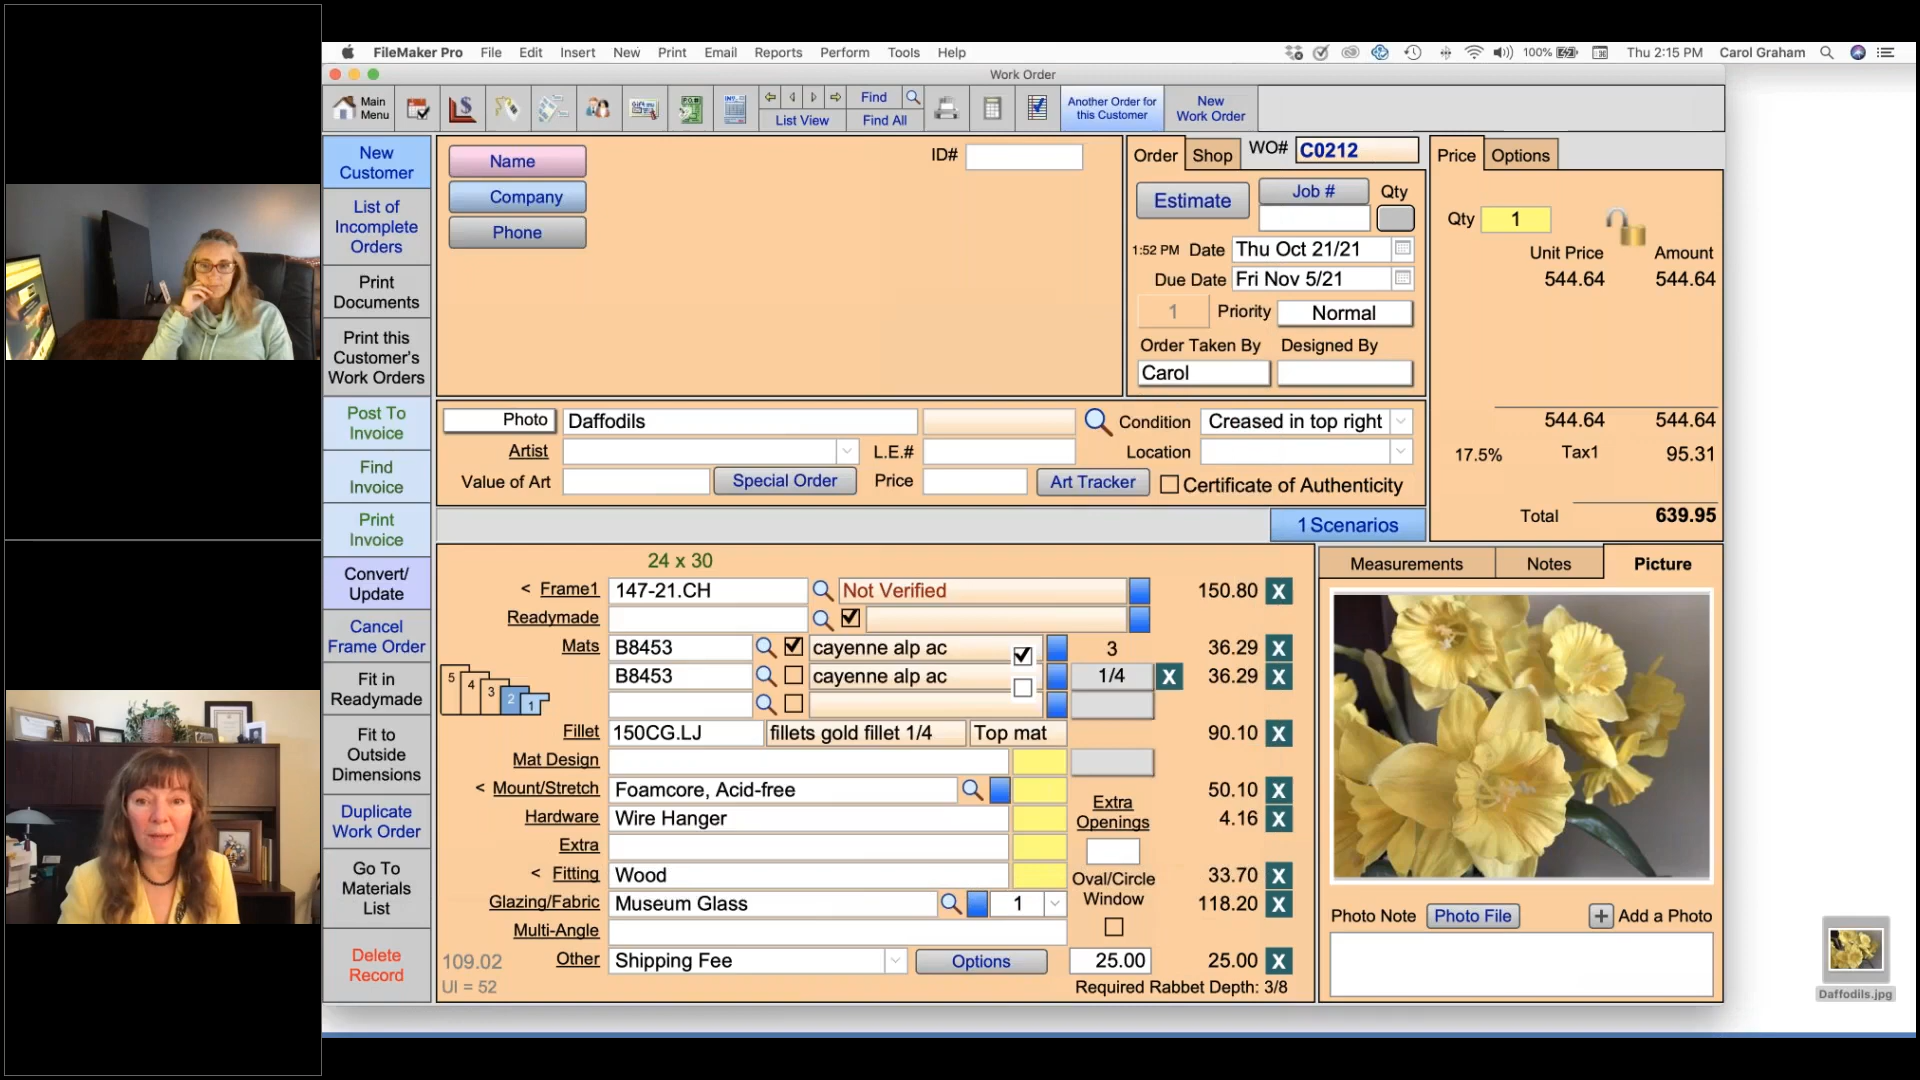 FileMaker Pro File Edit Insert New Print Email Reports Perform Tools Help 100% Thu 2:15 PM Carol Graham
Work Order
Main Menu
List View
Find
Find All
Another Order for this Customer
New Work Order
New Customer
List of Incomplete Orders
Print Documents
Print this Customer's Work Orders
Post To Invoice
Find Invoice
Print Invoice
Convert/ Update
Cancel Frame Order
Fit in Readymade
Fit to Outside Dimensions
Duplicate Work Order
Go To Materials List
Delete Record
Name
Company
Phone
ID#
Order Shop WO# C0212
Estimate Job # Qty
1:52 PM Date Thu Oct 21/21
Due Date Fri Nov 5/21
1 Priority Normal
Order Taken By Designed By
Carol
Price Options
Qty 1
Unit Price Amount
544.64 544.64
544.64 544.64
17.5% Tax1 95.31
Total 639.95
Photo Daffodils Condition Creased in top right
Artist L.E.# Location
Value of Art Special Order Price Art Tracker Certificate of Authenticity
1 Scenarios
24 x 30
< Frame1 147-21.CH Not Verified 150.80 X
Readymade
Mats B8453 cayenne alp ac 3 36.29 X
5 4 3 2 1 B8453 cayenne alp ac 1/4 X 36.29 X
Fillet 150CG.LJ fillets gold fillet 1/4 Top mat 90.10 X
Mat Design
< Mount/Stretch Foamcore, Acid-free 50.10 X
Extra Openings
Hardware Wire Hanger 4.16 X
Extra
< Fitting Wood 33.70 X
Oval/Circle Window
Glazing/Fabric Museum Glass 1 118.20 X
Multi-Angle
109.02 Other Shipping Fee Options 25.00 25.00 X
UI = 52 Required Rabbet Depth: 3/8
Measurements Notes Picture
Photo Note Photo File + Add a Photo
Daffodils.jpg